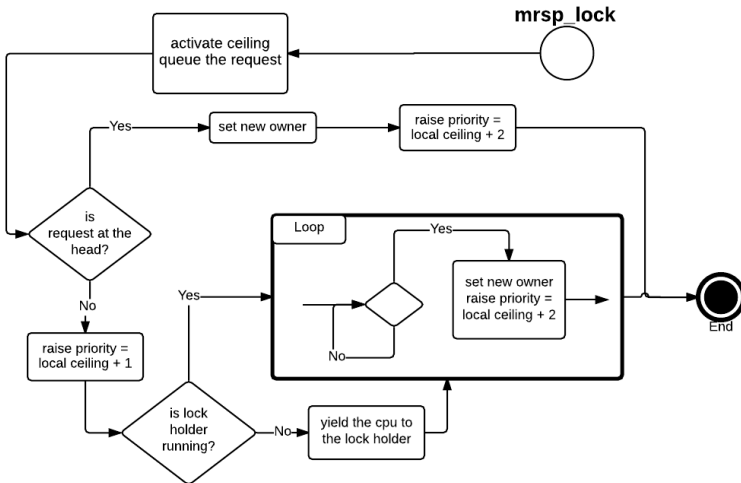 mrsp_lock
activate ceiling
queue the request
Yes
set new owner
raise priority =
local ceiling + 2
is
request at the
head?
No
raise priority =
local ceiling + 1
is lock
holder
running?
Yes
No
yield the cpu to
the lock holder
Loop
Yes
No
set new owner
raise priority =
local ceiling + 2
End